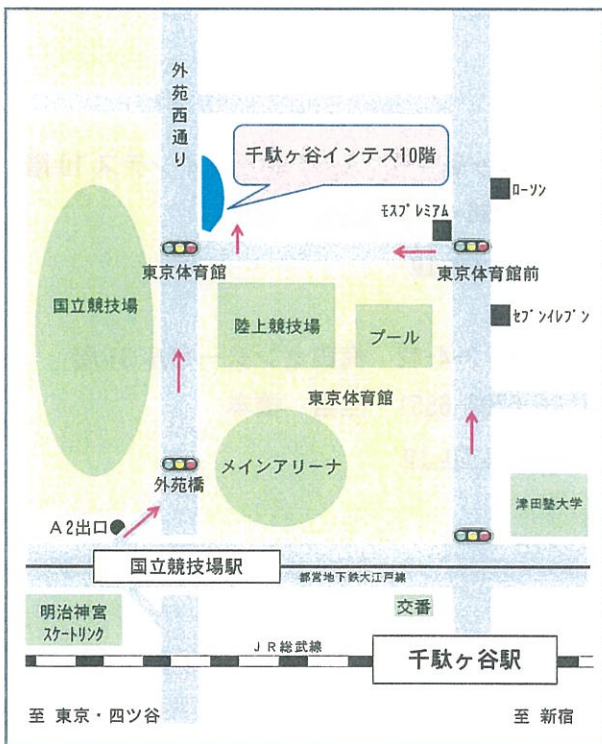 外苑西通り
千駄ヶ谷インテス10階
ローソン
モスプレミアム
東京体育館
東京体育館前
国立競技場
陸上競技場
プール
セブンイレブン
東京体育館
メインアリーナ
外苑橋
津田塾大学
A2出口
国立競技場駅
都営地下鉄大江戸線
明治神宮
スケートリンク
交番
JR総武線
千駄ヶ谷駅
至 東京・四ツ谷
至 新宿